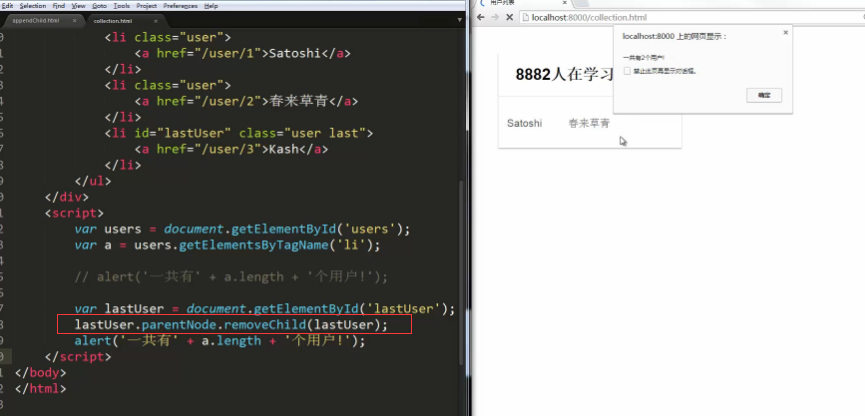 Edit Selection Find View Goto Tools Project Preferences Help
appendChild.html × collection.html ×
<li class="user">
<a href="/user/1">Satoshi</a>
</li>
<li class="user">
<a href="/user/2">春来草青</a>
</li>
<li id="lastUser" class="user last">
<a href="/user/3">Kash</a>
</li>
</ul>
</div>
<script>
var users = document.getElementById('users');
var a = users.getElementsByTagName('li');
// alert('一共有' + a.length + '个用户!');
var lastUser = document.getElementById('lastUser');
lastUser.parentNode.removeChild(lastUser);
alert('一共有' + a.length + '个用户!');
</script>
</body>
</html>
用户列表
localhost:8000/collection.html
localhost:8000 上的网页显示：
一共有2个用户!
禁止此页再显示对话框。
确定
8882人在学习
Satoshi 春来草青